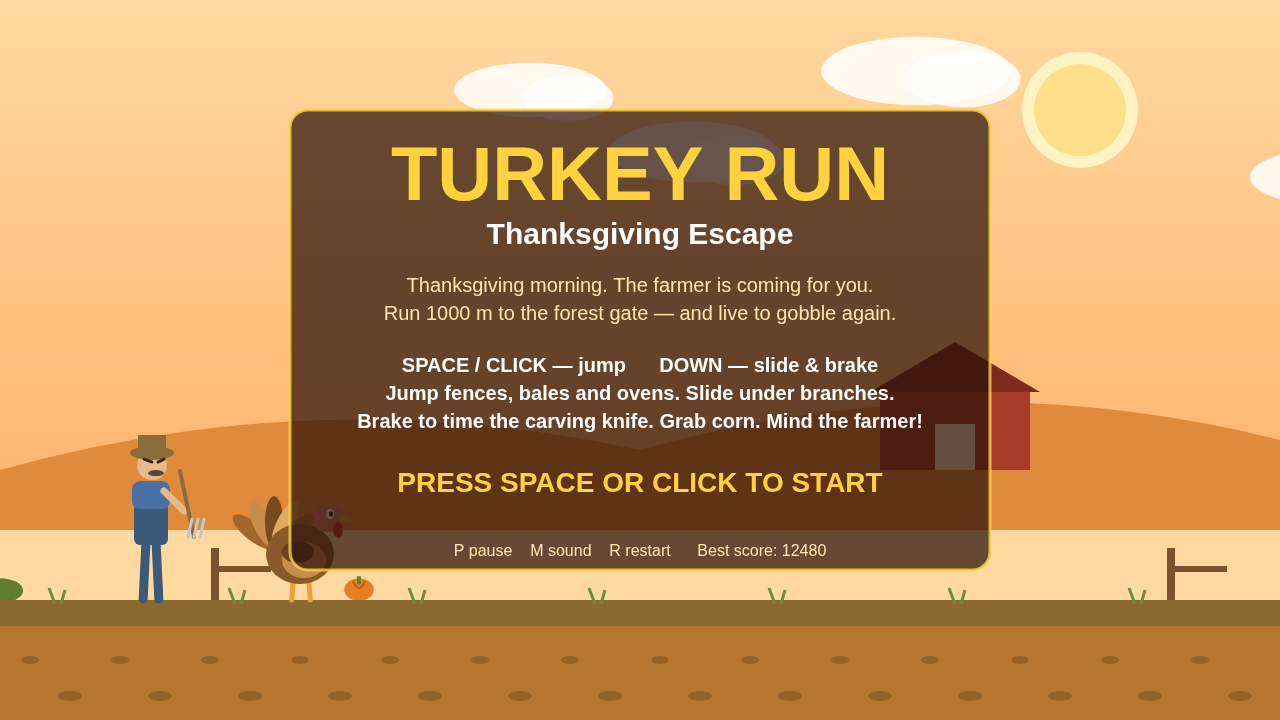 TURKEY RUN
Thanksgiving Escape
Thanksgiving morning. The farmer is coming for you.
Run 1000 m to the forest gate — and live to gobble again.
SPACE / CLICK — jump DOWN — slide & brake
Jump fences, bales and ovens. Slide under branches.
Brake to time the carving knife. Grab corn. Mind the farmer!
PRESS SPACE OR CLICK TO START
P pause M sound R restart Best score: 12480